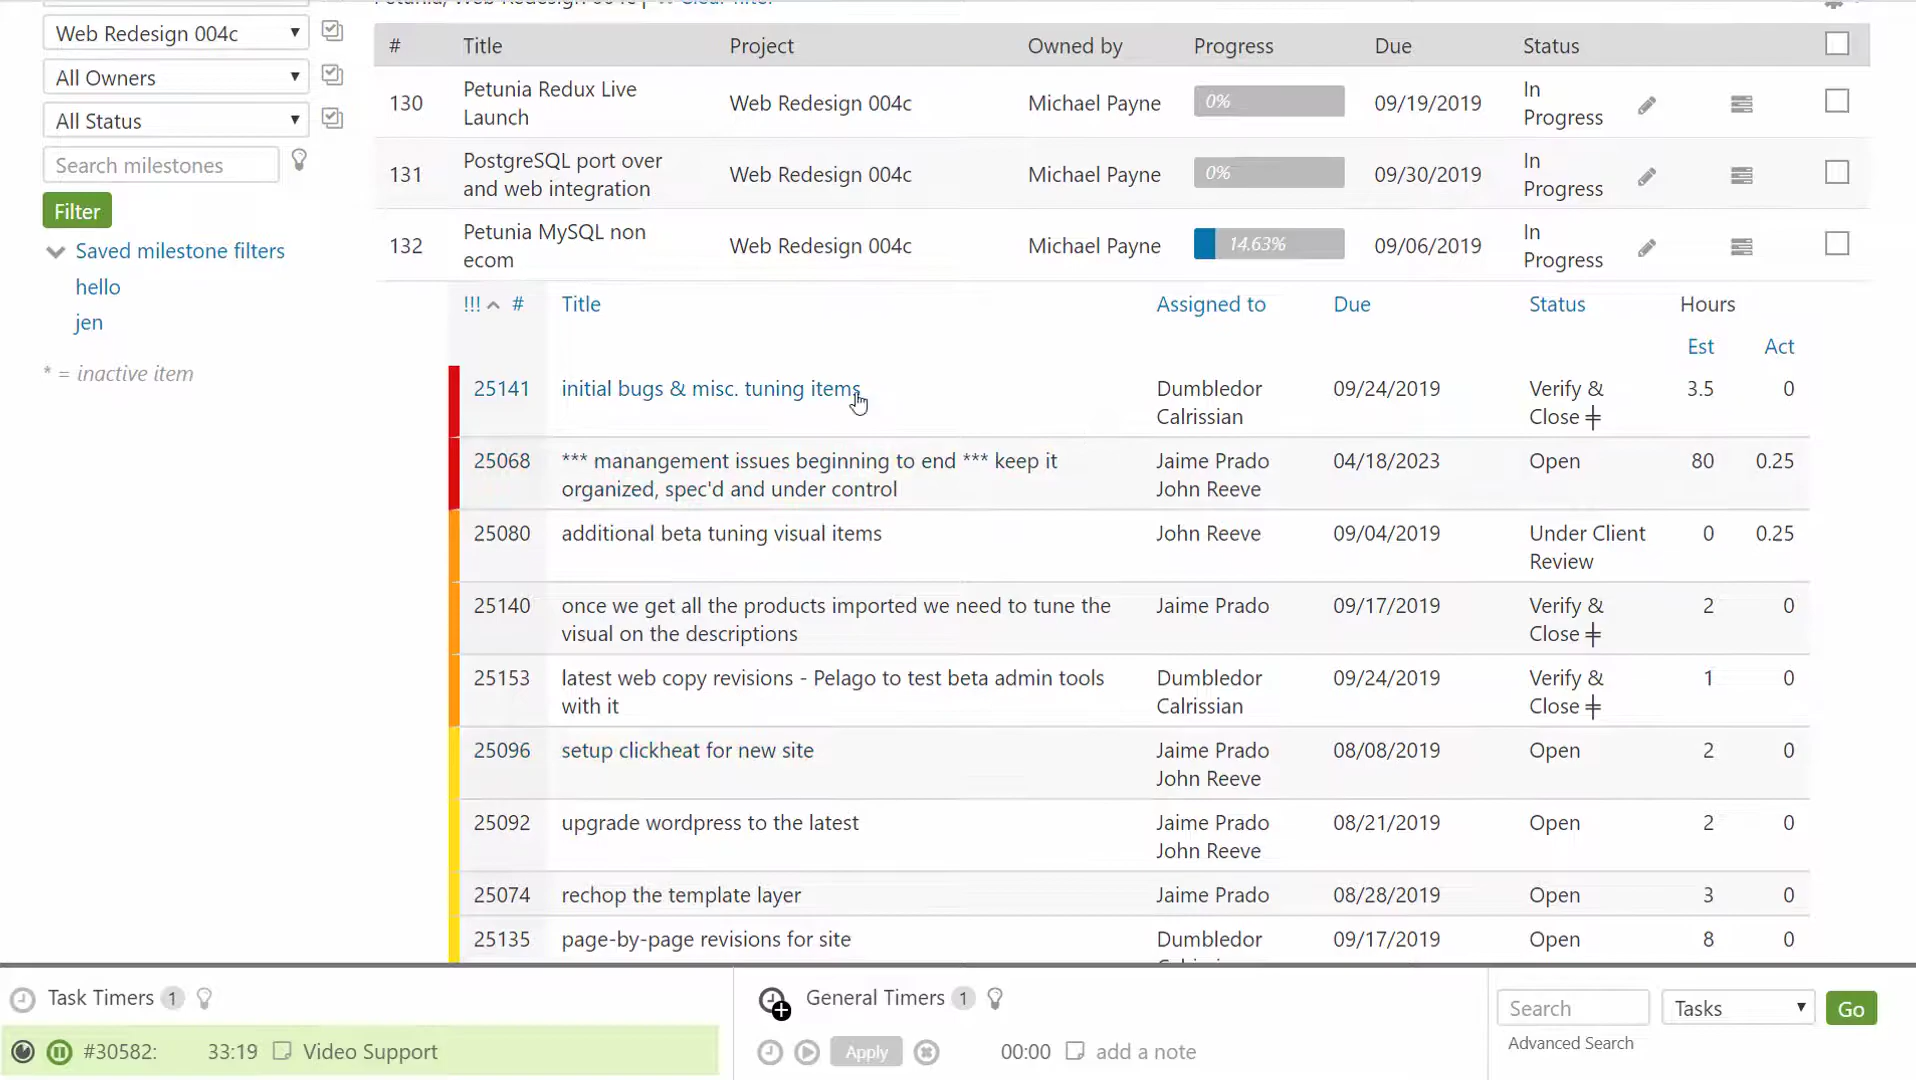 Petunia, Web Redesign 004c | Clear filter
Web Redesign 004c
All Owners
All Status
Search milestones
Filter
Saved milestone filters
hello
jen
* = inactive item
# Title Project Owned by Progress Due Status
130 Petunia Redux Live Launch Web Redesign 004c Michael Payne 0% 09/19/2019 In Progress
131 PostgreSQL port over and web integration Web Redesign 004c Michael Payne 0% 09/30/2019 In Progress
132 Petunia MySQL non ecom Web Redesign 004c Michael Payne 14.63% 09/06/2019 In Progress
!!! # Title Assigned to Due Status Hours
Est Act
25141 initial bugs & misc. tuning items Dumbledor Calrissian 09/24/2019 Verify & Close 3.5 0
25068 *** manangement issues beginning to end *** keep it organized, spec'd and under control Jaime Prado John Reeve 04/18/2023 Open 80 0.25
25080 additional beta tuning visual items John Reeve 09/04/2019 Under Client Review 0 0.25
25140 once we get all the products imported we need to tune the visual on the descriptions Jaime Prado 09/17/2019 Verify & Close 2 0
25153 latest web copy revisions - Pelago to test beta admin tools with it Dumbledor Calrissian 09/24/2019 Verify & Close 1 0
25096 setup clickheat for new site Jaime Prado John Reeve 08/08/2019 Open 2 0
25092 upgrade wordpress to the latest Jaime Prado John Reeve 08/21/2019 Open 2 0
25074 rechop the template layer Jaime Prado 08/28/2019 Open 3 0
25135 page-by-page revisions for site Dumbledor 09/17/2019 Open 8 0
Task Timers 1
#30582: 33:19 Video Support
General Timers 1
Apply 00:00 add a note
Search Tasks Go
Advanced Search